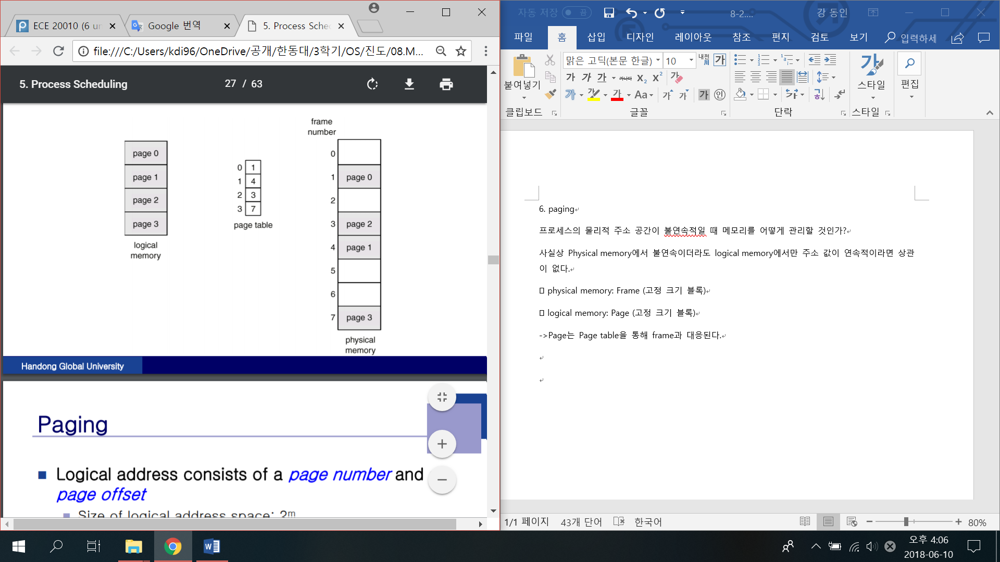 ECE 20010 (6 un
Google 번역
5. Process Sche
file:///C:/Users/kdi96/OneDrive/공개/한동대/3학기/OS/진도/08.M...
5. Process Scheduling
27 / 63
frame
number
page 0
page 1
page 2
page 3
logical
memory
0 1
1 4
2 3
3 7
page table
0
1 page 0
2
3 page 2
4 page 1
5
6
7 page 3
physical
memory
Handong Global University
Paging
Logical address consists of a page number and
page offset
Size of logical address space: 2m
자동 저장 끔
8-2....
강 동인
파일 홈 삽입 디자인 레이아웃 참조 편지 검토 보기 입력하세
붙여넣기
맑은 고딕(본문 한글) 10
스타일
편집
클립보드 글꼴 단락 스타일
6. paging
프로세스의 물리적 주소 공간이 불연속적일 때 메모리를 어떻게 관리할 것인가?
사실상 Physical memory에서 불연속이더라도 logical memory에서만 주소 값이 연속적이라면 상관
이 없다.
physical memory: Frame (고정 크기 블록)
logical memory: Page (고정 크기 블록)
->Page는 Page table을 통해 frame과 대응된다.
1/1 페이지 43개 단어 한국어
80%
오후 4:06
2018-06-10